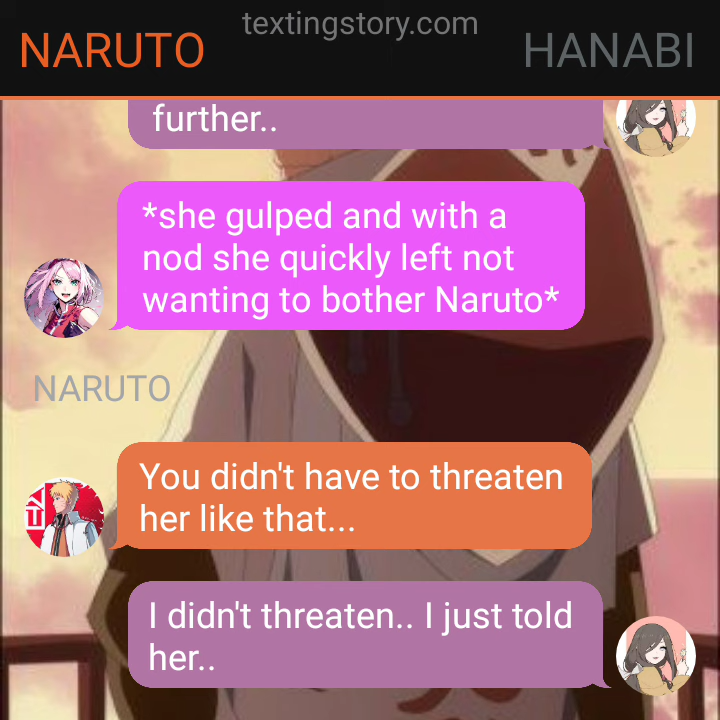 textingstory.com
NARUTO HANABI
further..
*she gulped and with a
nod she quickly left not
wanting to bother Naruto*
NARUTO
You didn't have to threaten
her like that...
I didn't threaten.. I just told
her..